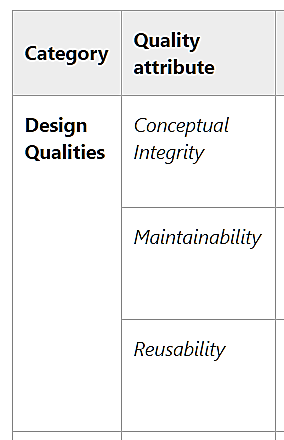 Category
Quality
attribute
Design
Qualities
Conceptual
Integrity
Maintainability
Reusability